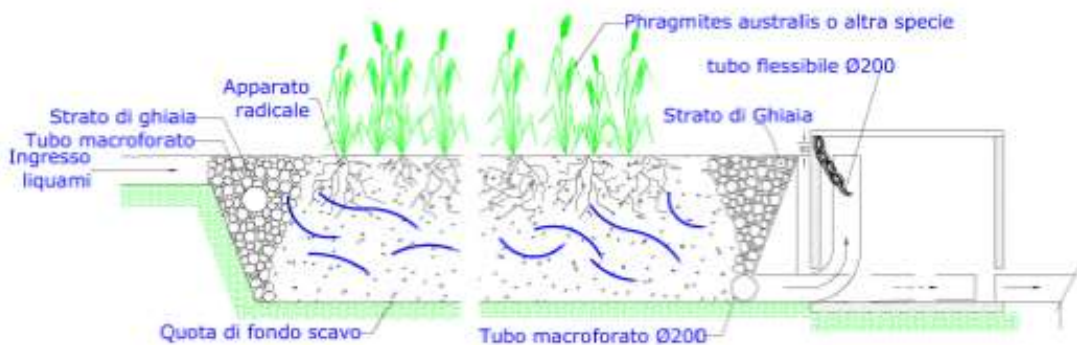 Phragmites australis o altra specie
tubo flessibile Ø200
Apparato
radicale
Strato di ghiaia
Strato di Ghiaia
Tubo macroforato
Ingresso
liquami
Quota di fondo scavo
Tubo macroforato Ø200